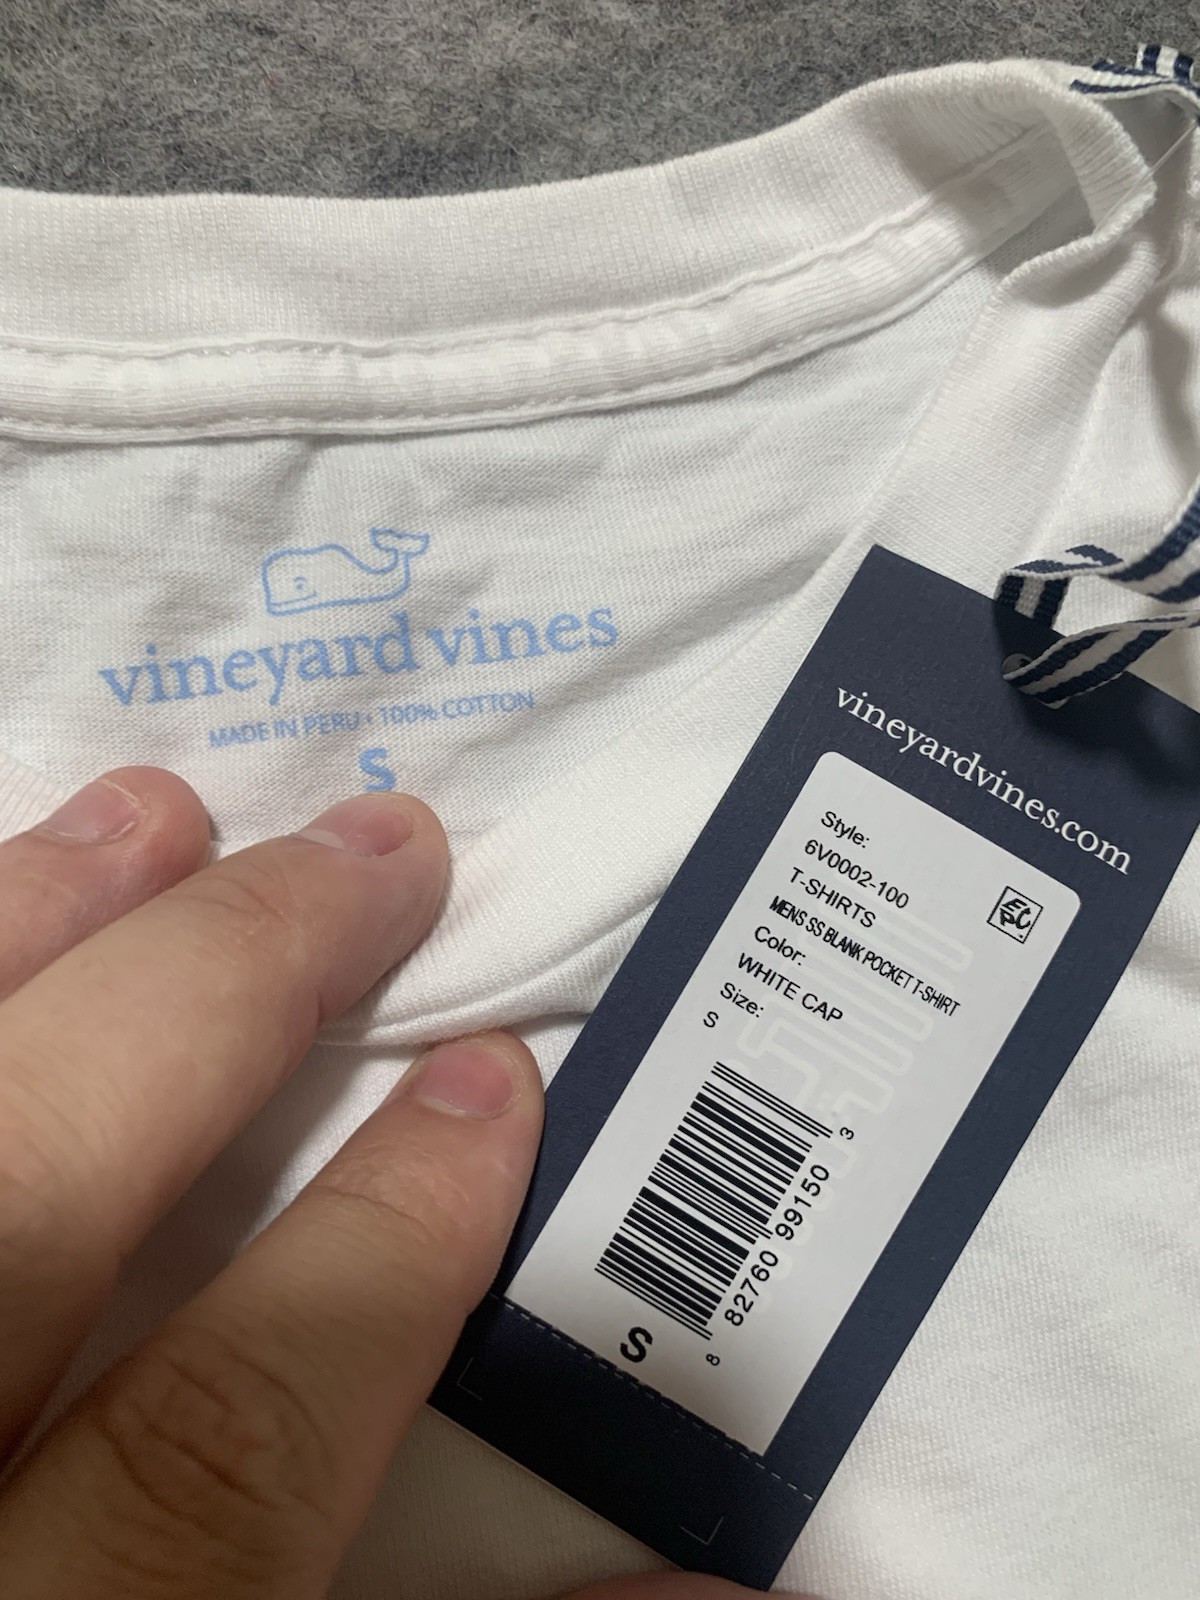 vineyard vines
MADE IN PERU • 100% COTTON
S
vineyardvines.com
Style:
6V0002-100
T-SHIRTS
MENS SS BLANK POCKET T-SHIRT
Color:
WHITE CAP
Size:
S
EPC
8 82760 99150 3
S